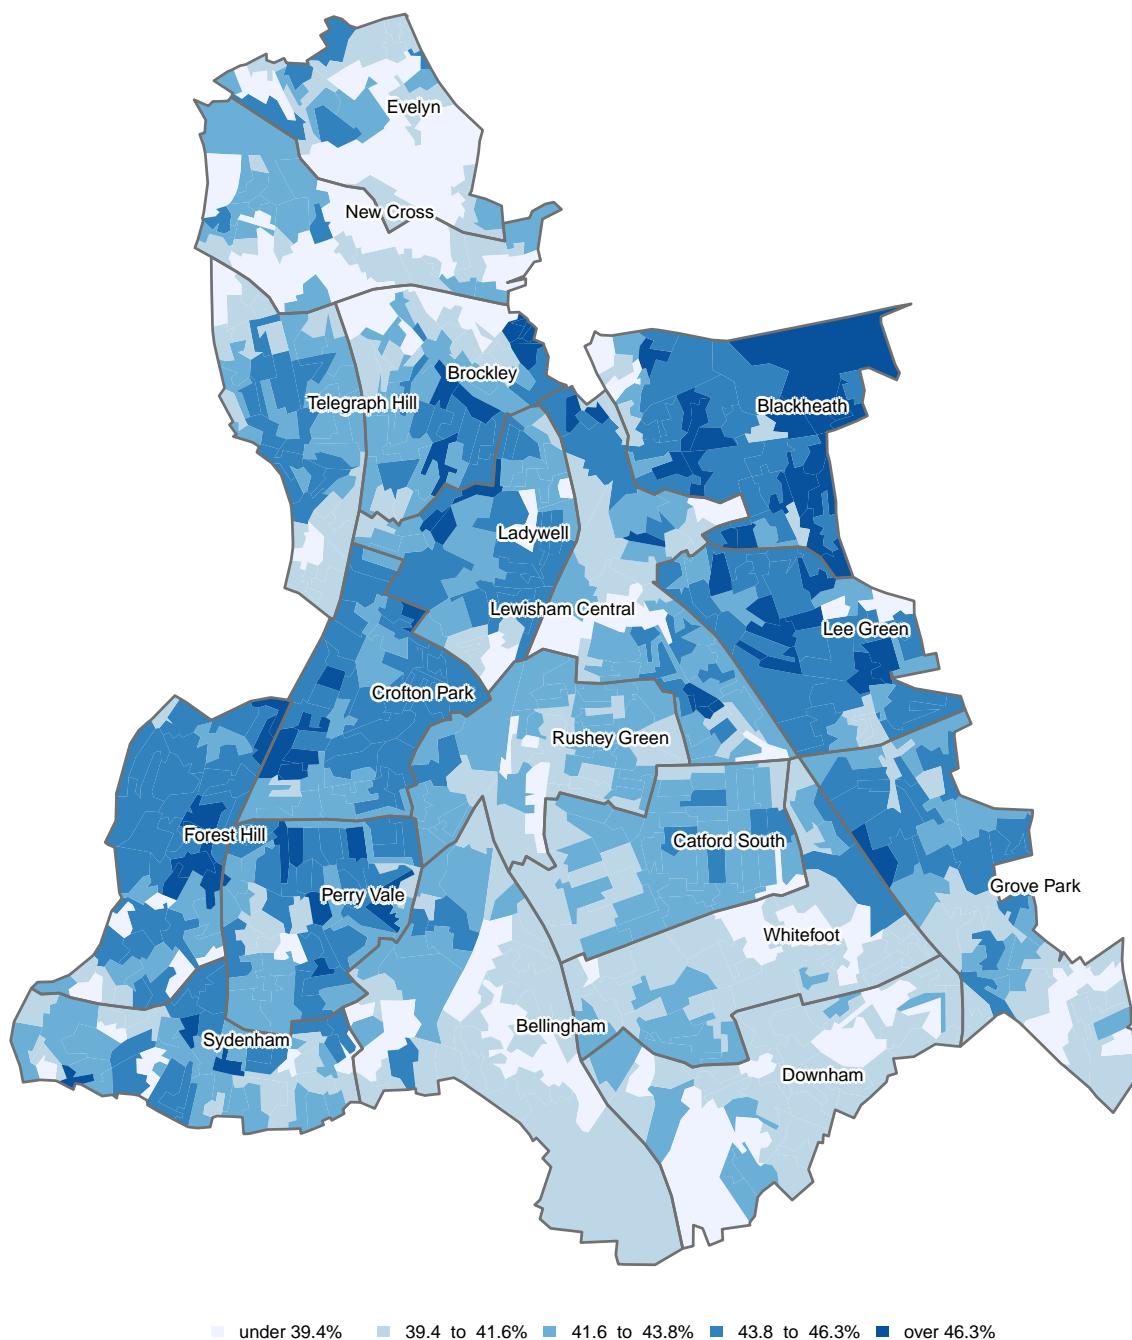 Evelyn
New Cross
Brockley
Telegraph Hill
Blackheath
Ladywell
Lewisham Central
Lee Green
Crofton Park
Rushey Green
Forest Hill
Catford South
Perry Vale
Grove Park
Whitefoot
Bellingham
Sydenham
Downham
under 39.4% 39.4 to 41.6% 41.6 to 43.8% 43.8 to 46.3% over 46.3%